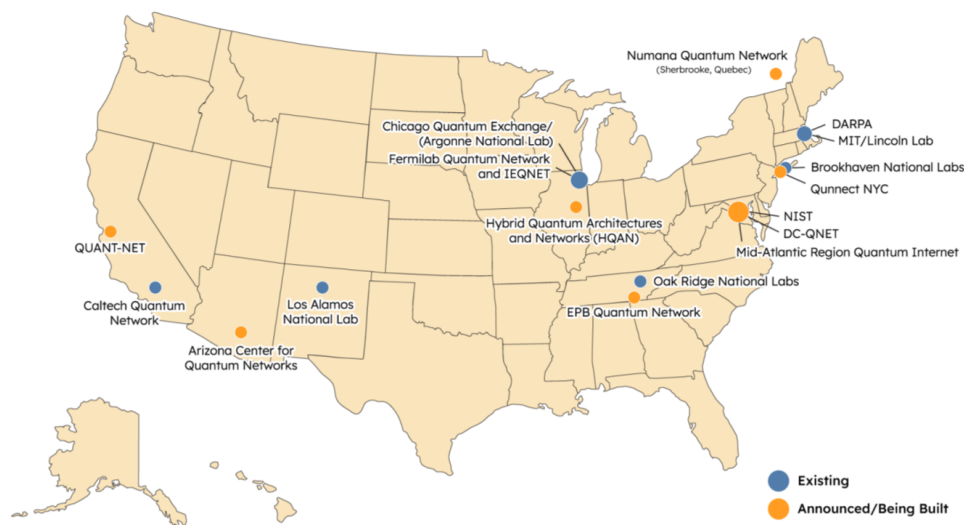 Numana Quantum Network
(Sherbrooke, Quebec)
Chicago Quantum Exchange/
(Argonne National Lab)
Fermilab Quantum Network
and IEQNET
DARPA
MIT/Lincoln Lab
Brookhaven National Labs
Qunnect NYC
Hybrid Quantum Architectures
and Networks (HQAN)
NIST
DC-QNET
Mid-Atlantic Region Quantum Internet
QUANT-NET
Caltech Quantum
Network
Los Alamos
National Lab
Oak Ridge National Labs
EPB Quantum Network
Arizona Center for
Quantum Networks
Existing
Announced/Being Built